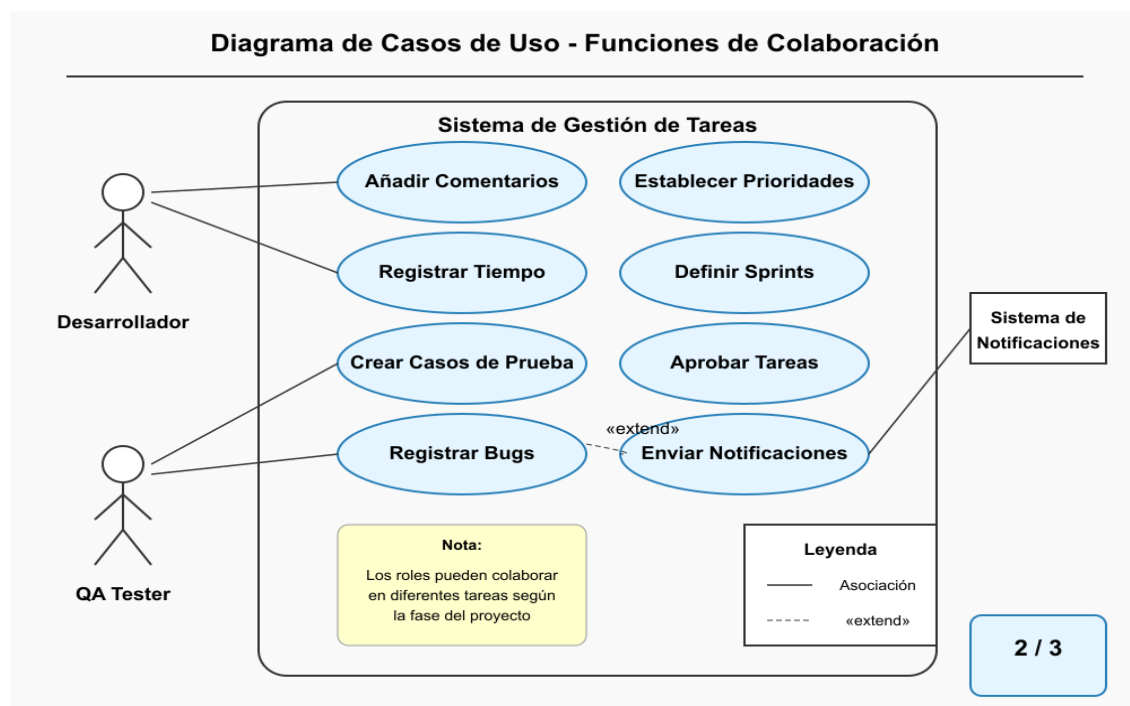 Diagrama de Casos de Uso - Funciones de Colaboración
Sistema de Gestión de Tareas
Añadir Comentarios
Establecer Prioridades
Registrar Tiempo
Definir Sprints
Desarrollador
Sistema de
Notificaciones
Crear Casos de Prueba
Aprobar Tareas
«extend»
Registrar Bugs
Enviar Notificaciones
QA Tester
Nota:
Los roles pueden colaborar
en diferentes tareas según
la fase del proyecto
Leyenda
Asociación
«extend»
2 / 3